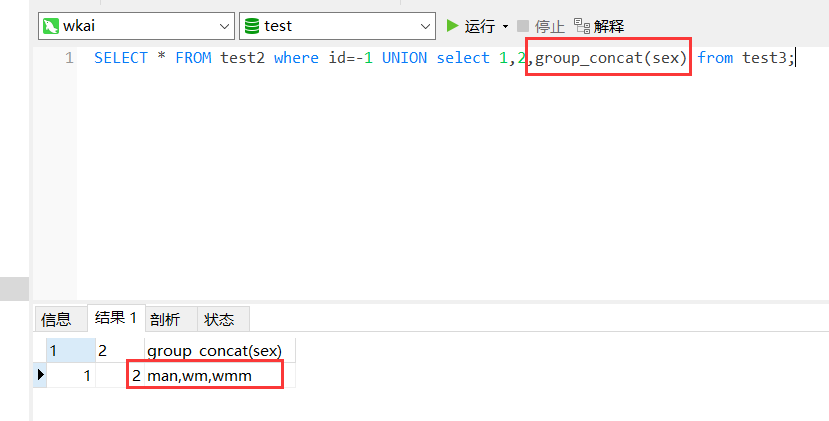 wkai test 运行 停止 解释
1 SELECT * FROM test2 where id=-1 UNION select 1,2,group_concat(sex) from test3;
信息 结果 1 剖析 状态
1 2 group_concat(sex)
1 2 man,wm,wmm